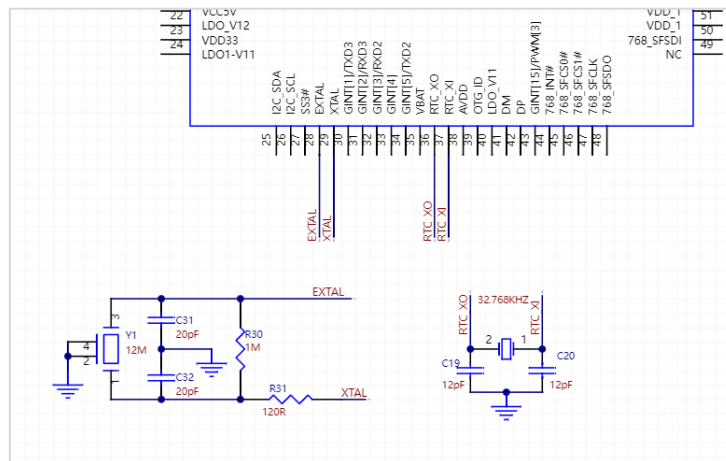 22 VCC5V
23 LDO_V12
24 VDD33
LDO1-V11
VDD_1 51
VDD_1 50
768_SFSDI 49
NC
I2C_SDA
I2C_SCL
SS3#
EXTAL
XTAL
GINT[1]/TXD3
GINT[2]/RXD3
GINT[3]/RXD2
GINT[4]
GINT[5]/TXD2
VBAT
RTC_XO
RTC_XI
AVDD
OTG_ID
LDO_V11
DM
DP
GINT[15]/PWM[3]
768_INT#
768_SFCS0#
768_SFCS1#
768_SFCLK
768_SFSDO
25 26 27 28 29 30 31 32 33 34 35 36 37 38 39 40 41 42 43 44 45 46 47 48
EXTAL
XTAL
RTC_XO
RTC_XI
EXTAL
3
Y1
12M
4
2
1
C31
20pF
C32
20pF
R30
1M
R31
120R
XTAL
RTC_XO
32.768KHZ
RTC_XI
2 1
C19
12pF
C20
12pF